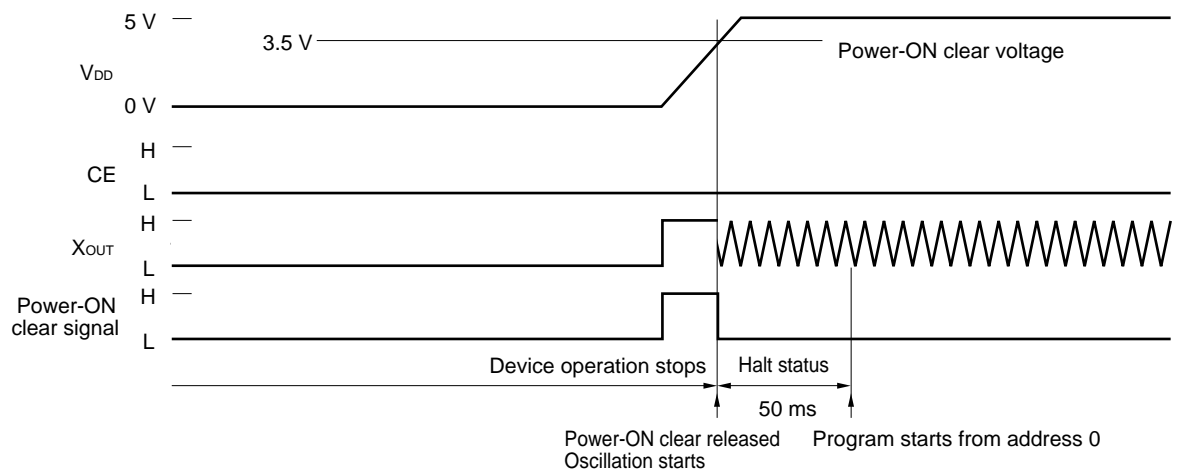 5 V
3.5 V
Power-ON clear voltage
VDD
0 V
H
CE
L
H
XOUT
L
H
Power-ON
clear signal
L
Device operation stops
Halt status
50 ms
Power-ON clear released
Oscillation starts
Program starts from address 0